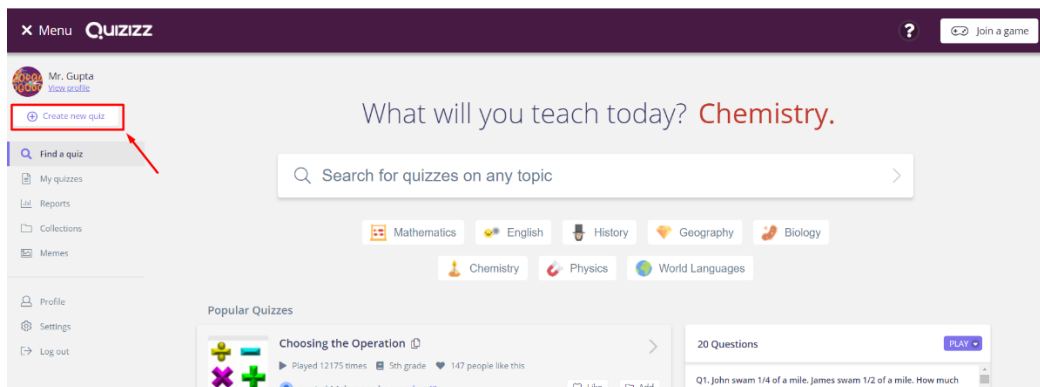 Menu Quizizz
? Join a game
Mr. Gupta
View profile
Create new quiz
Find a quiz
My quizzes
Reports
Collections
Memes
Profile
Settings
Log out
What will you teach today? Chemistry.
Search for quizzes on any topic
Mathematics English History Geography Biology
Chemistry Physics World Languages
Popular Quizzes
Choosing the Operation
Played 12175 times 5th grade 147 people like this
Like Add
20 Questions PLAY
Q1. John swam 1/4 of a mile. James swam 1/2 of a mile. How much